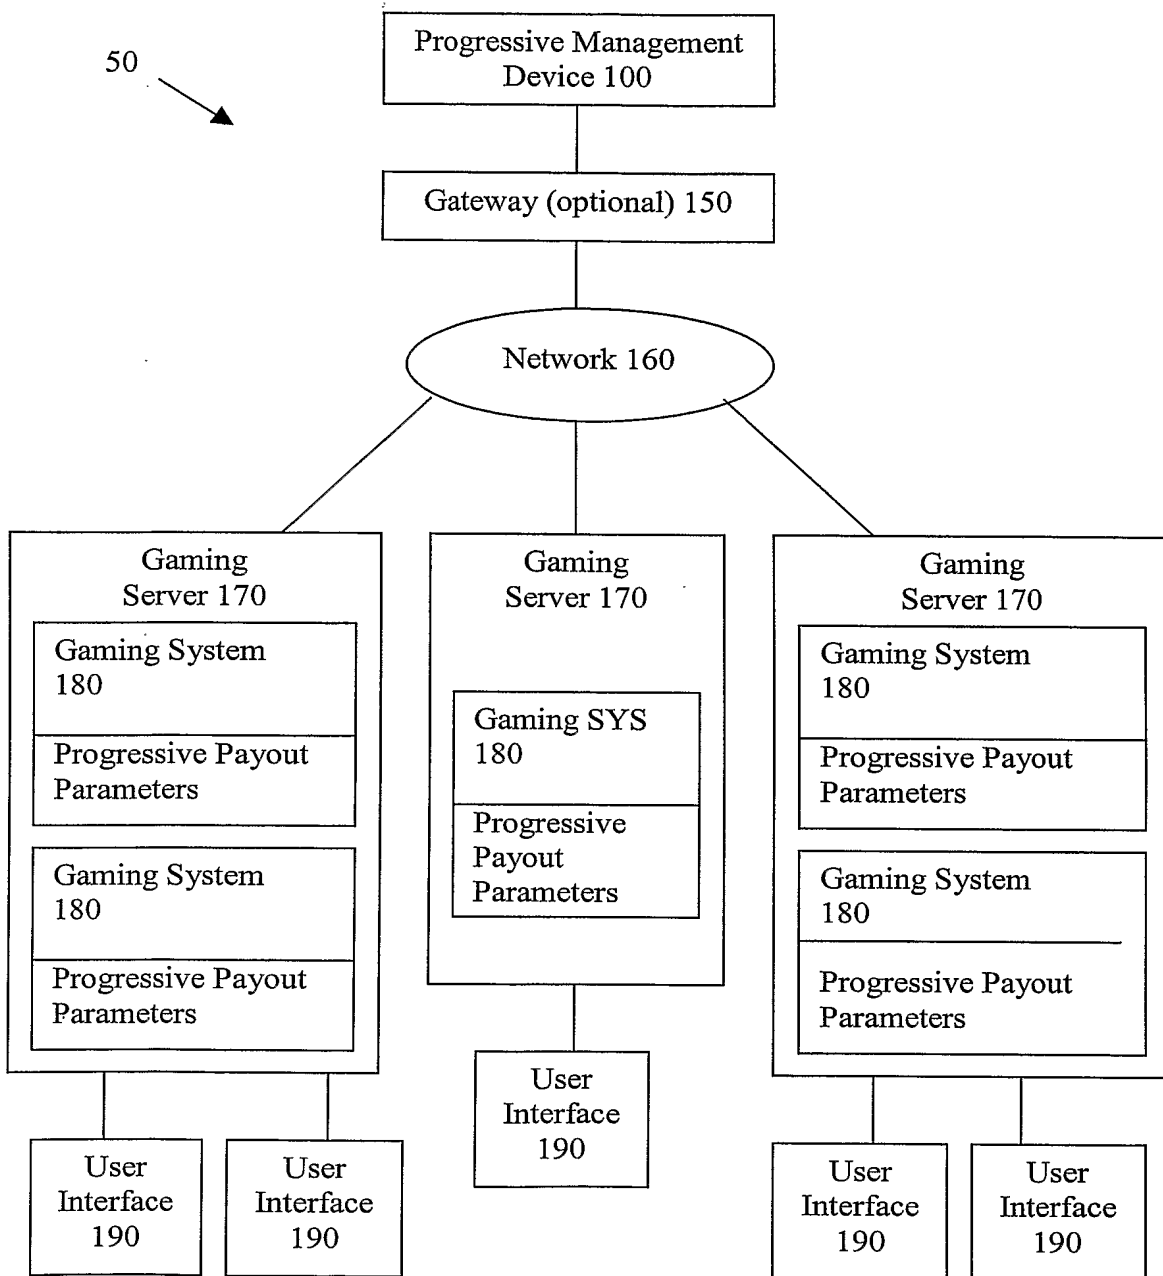 50
Progressive Management
Device 100
Gateway (optional) 150
Network 160
Gaming
Server 170
Gaming System
180
Progressive Payout
Parameters
Gaming System
180
Progressive Payout
Parameters
User
Interface
190
User
Interface
190
Gaming
Server 170
Gaming SYS
180
Progressive
Payout
Parameters
User
Interface
190
Gaming
Server 170
Gaming System
180
Progressive Payout
Parameters
Gaming System
180
Progressive Payout
Parameters
User
Interface
190
User
Interface
190